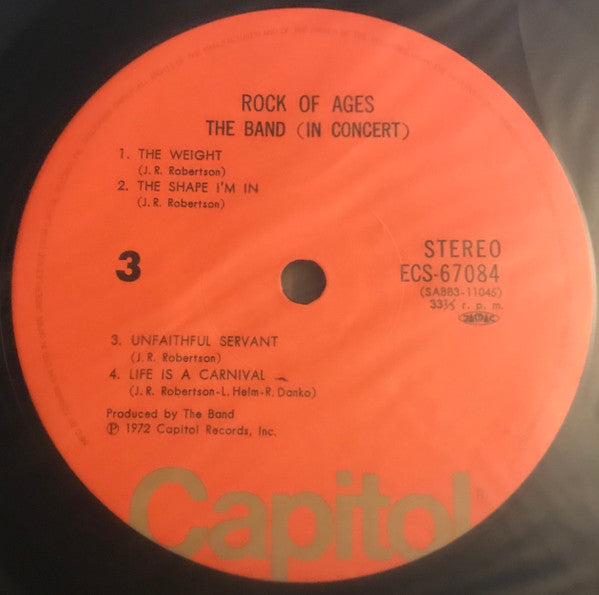 ROCK OF AGES
THE BAND (IN CONCERT)
1. THE WEIGHT
(J. R. Robertson)
2. THE SHAPE I'M IN
(J. R. Robertson)
3
STEREO
ECS-67084
(SABB3-11045)
33⅓ r. p. m.
JASRAC
3. UNFAITHFUL SERVANT
(J. R. Robertson)
4. LIFE IS A CARNIVAL
(J. R. Robertson-L. Helm-R. Danko)
Produced by The Band
℗ 1972 Capitol Records, Inc.
Capitol